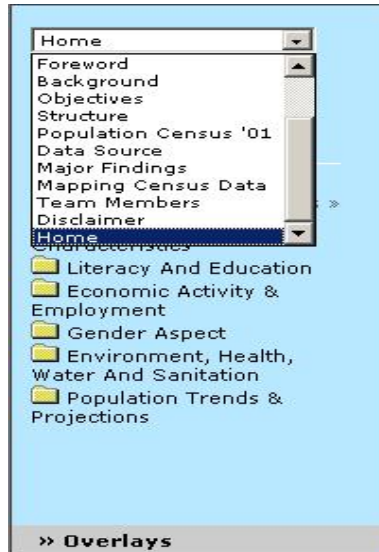 Home
Foreword
Background
Objectives
Structure
Population Census '01
Data Source
Major Findings
Mapping Census Data
Team Members
Disclaimer
Home
»
Characteristics
Literacy And Education
Economic Activity &
Employment
Gender Aspect
Environment, Health,
Water And Sanitation
Population Trends &
Projections
» Overlays